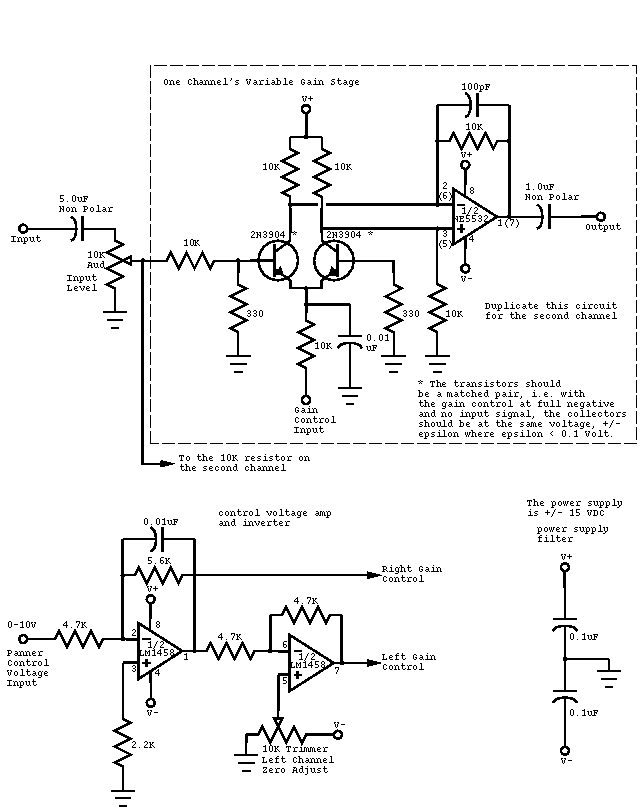 One Channel's Variable Gain Stage
V+
100pF
10K
10K
10K
V+
5.0uF
Non Polar
2
(6)
8
1/2
NE5532
1.0uF
Non Polar
Input
10K
2N3904 *
2N3904 *
3
(5)
4
1(7)
Output
10K
Aud
Input
Level
V-
330
10K
0.01
uF
330
10K
Duplicate this circuit
for the second channel
Gain
Control
Input
* The transistors should
be a matched pair, i.e. with
the gain control at full negative
and no input signal, the collectors
should be at the same voltage, +/-
epsilon where epsilon < 0.1 Volt.
To the 10K resistor on
the second channel
control voltage amp
and inverter
0.01uF
5.6K
Right Gain
Control
V+
4.7K
0-10V
4.7K
2
8
1/2
LM1458
3
4
1
4.7K
6
1/2
LM1458
5
7
Left Gain
Control
Panner
Control
Voltage
Input
V-
2.2K
V-
10K Trimmer
Left Channel
Zero Adjust
The power supply
is +/- 15 VDC
power supply
filter
V+
0.1uF
0.1uF
V-